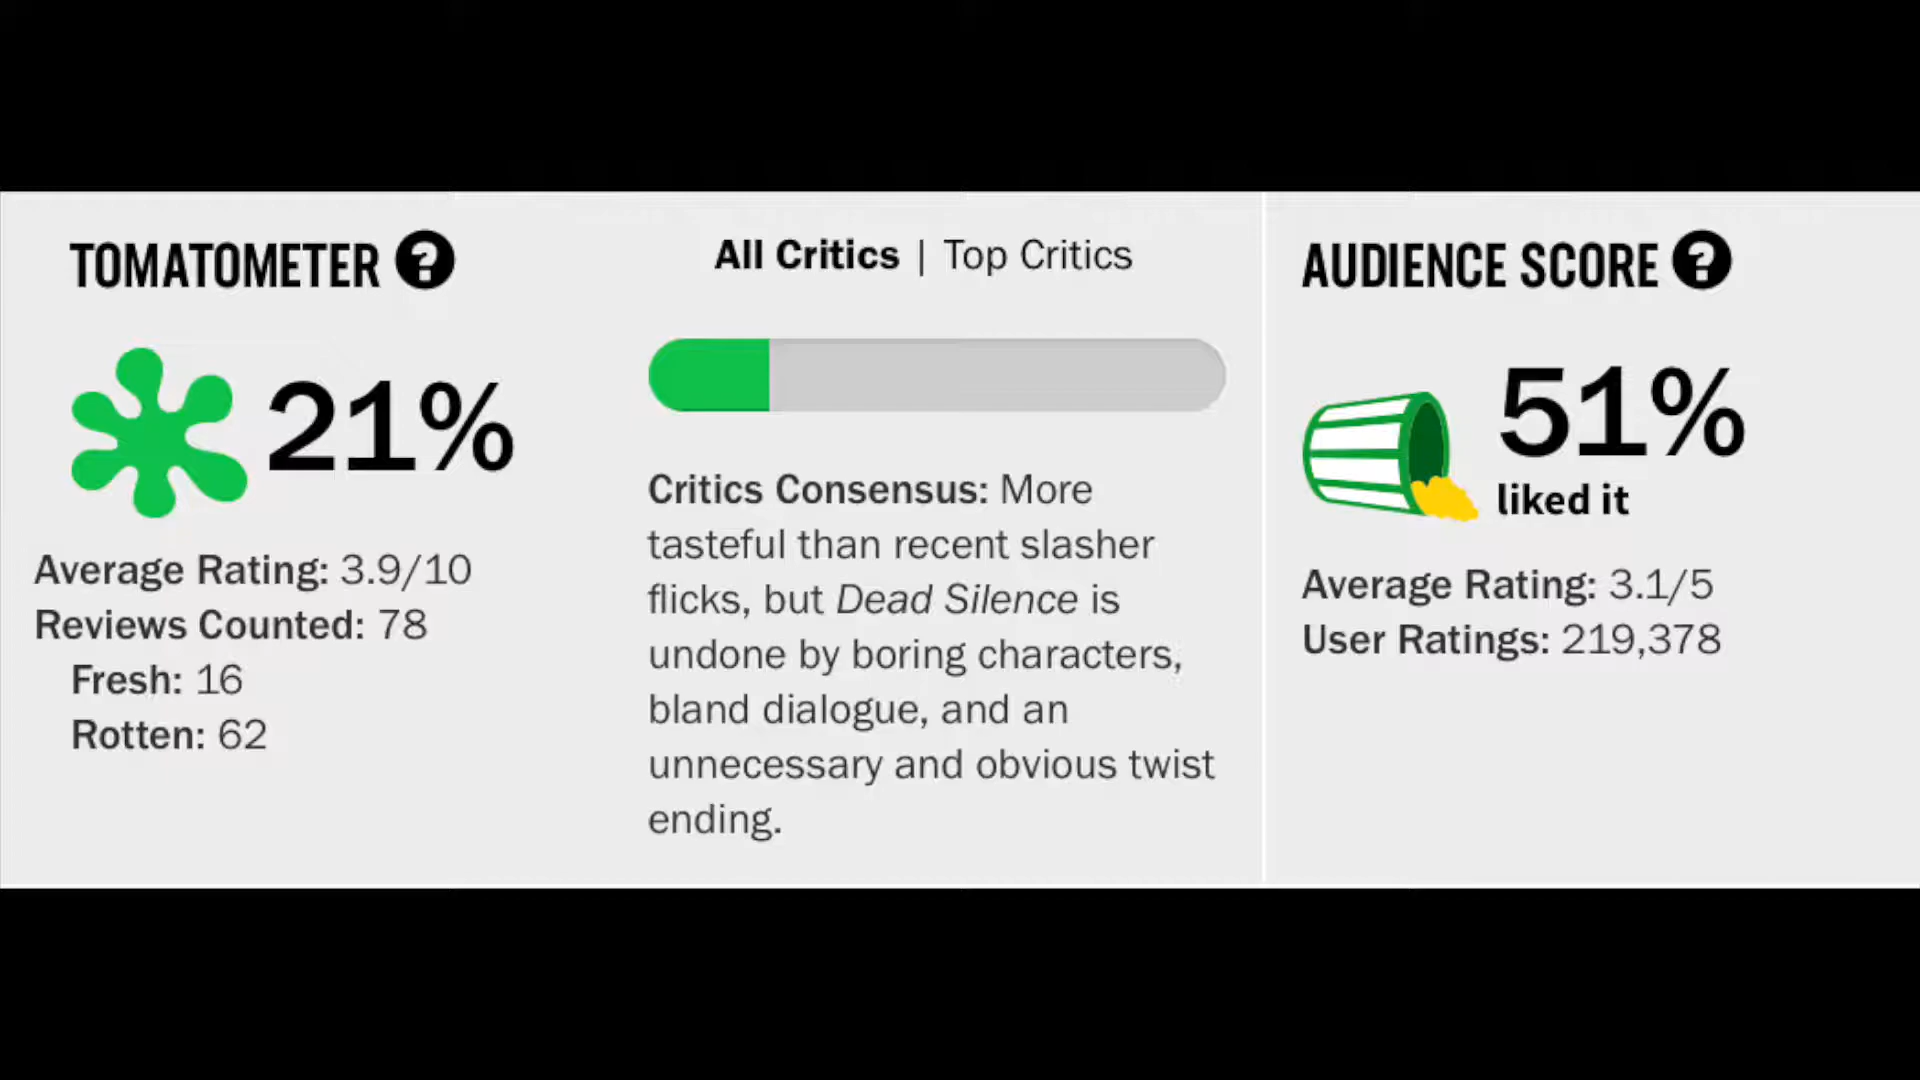 TOMATOMETER ?
21%
Average Rating: 3.9/10
Reviews Counted: 78
Fresh: 16
Rotten: 62
All Critics | Top Critics
Critics Consensus: More
tasteful than recent slasher
flicks, but Dead Silence is
undone by boring characters,
bland dialogue, and an
unnecessary and obvious twist
ending.
AUDIENCE SCORE ?
51%
liked it
Average Rating: 3.1/5
User Ratings: 219,378